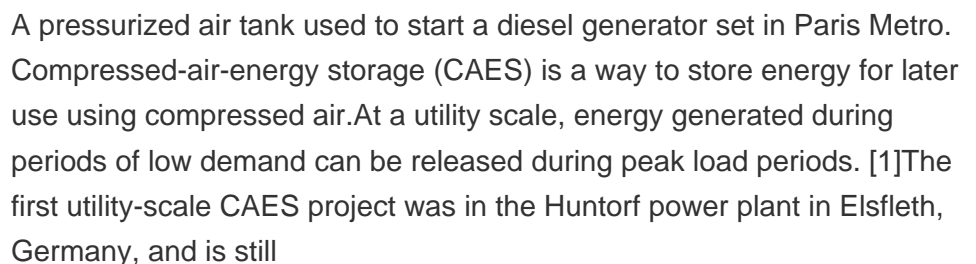 A pressurized air tank used to start a diesel generator set in Paris Metro.
Compressed-air-energy storage (CAES) is a way to store energy for later
use using compressed air.At a utility scale, energy generated during
periods of low demand can be released during peak load periods. [1]The
first utility-scale CAES project was in the Huntorf power plant in Elsfleth,
Germany, and is still